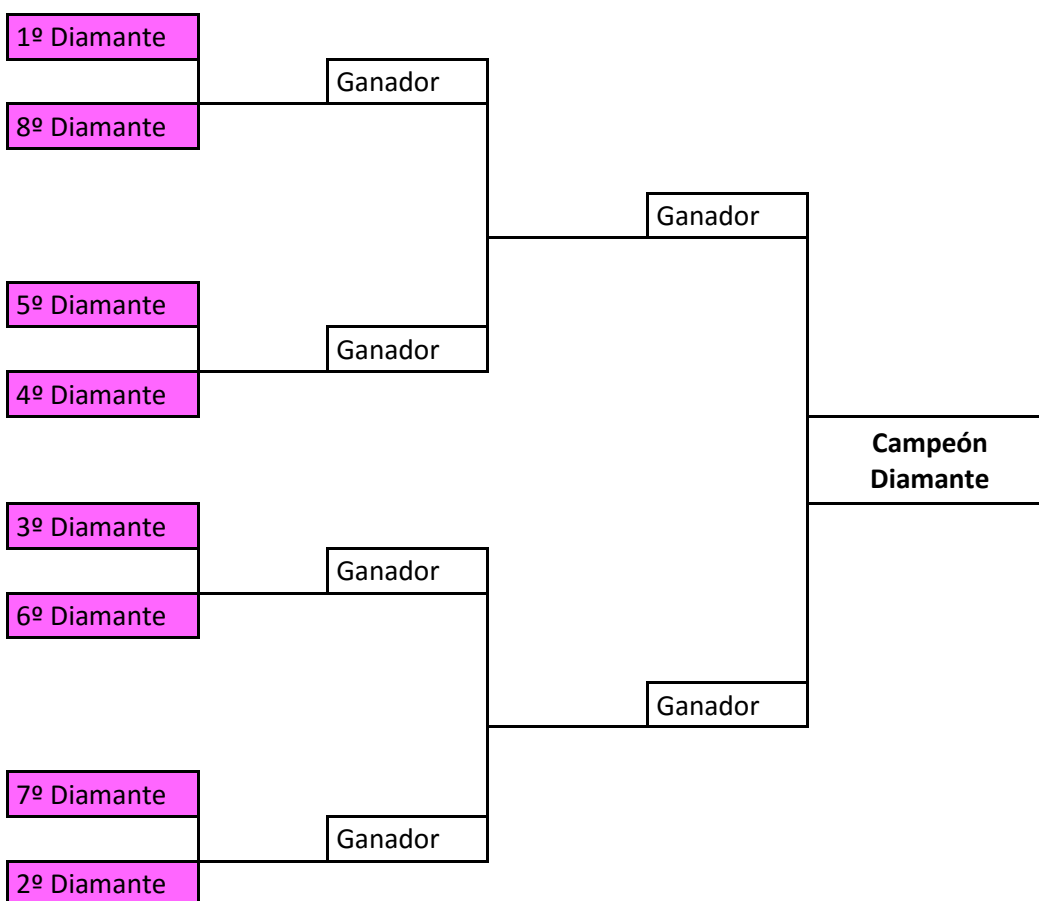 1º Diamante
Ganador
8º Diamante
Ganador
5º Diamante
Ganador
4º Diamante
Campeón
Diamante
3º Diamante
Ganador
6º Diamante
Ganador
7º Diamante
Ganador
2º Diamante